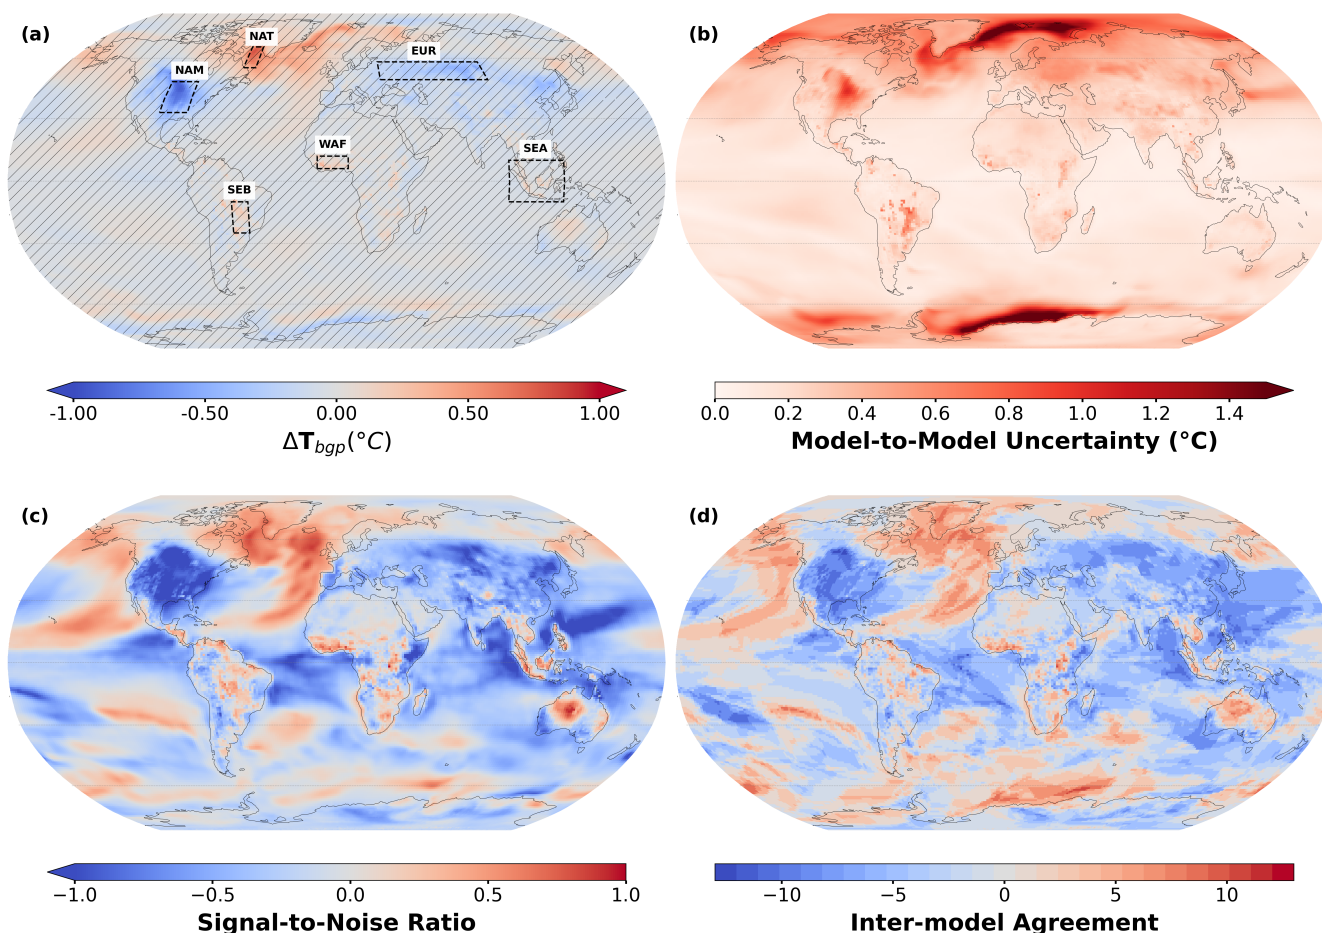 (a)
NAT
EUR
NAM
WAF
SEA
SEB
-1.00 -0.50 0.00 0.50 1.00
ΔT_bgp(°C)
(b)
0.0 0.2 0.4 0.6 0.8 1.0 1.2 1.4
Model-to-Model Uncertainty (°C)
(c)
−1.0 −0.5 0.0 0.5 1.0
Signal-to-Noise Ratio
(d)
−10 −5 0 5 10
Inter-model Agreement